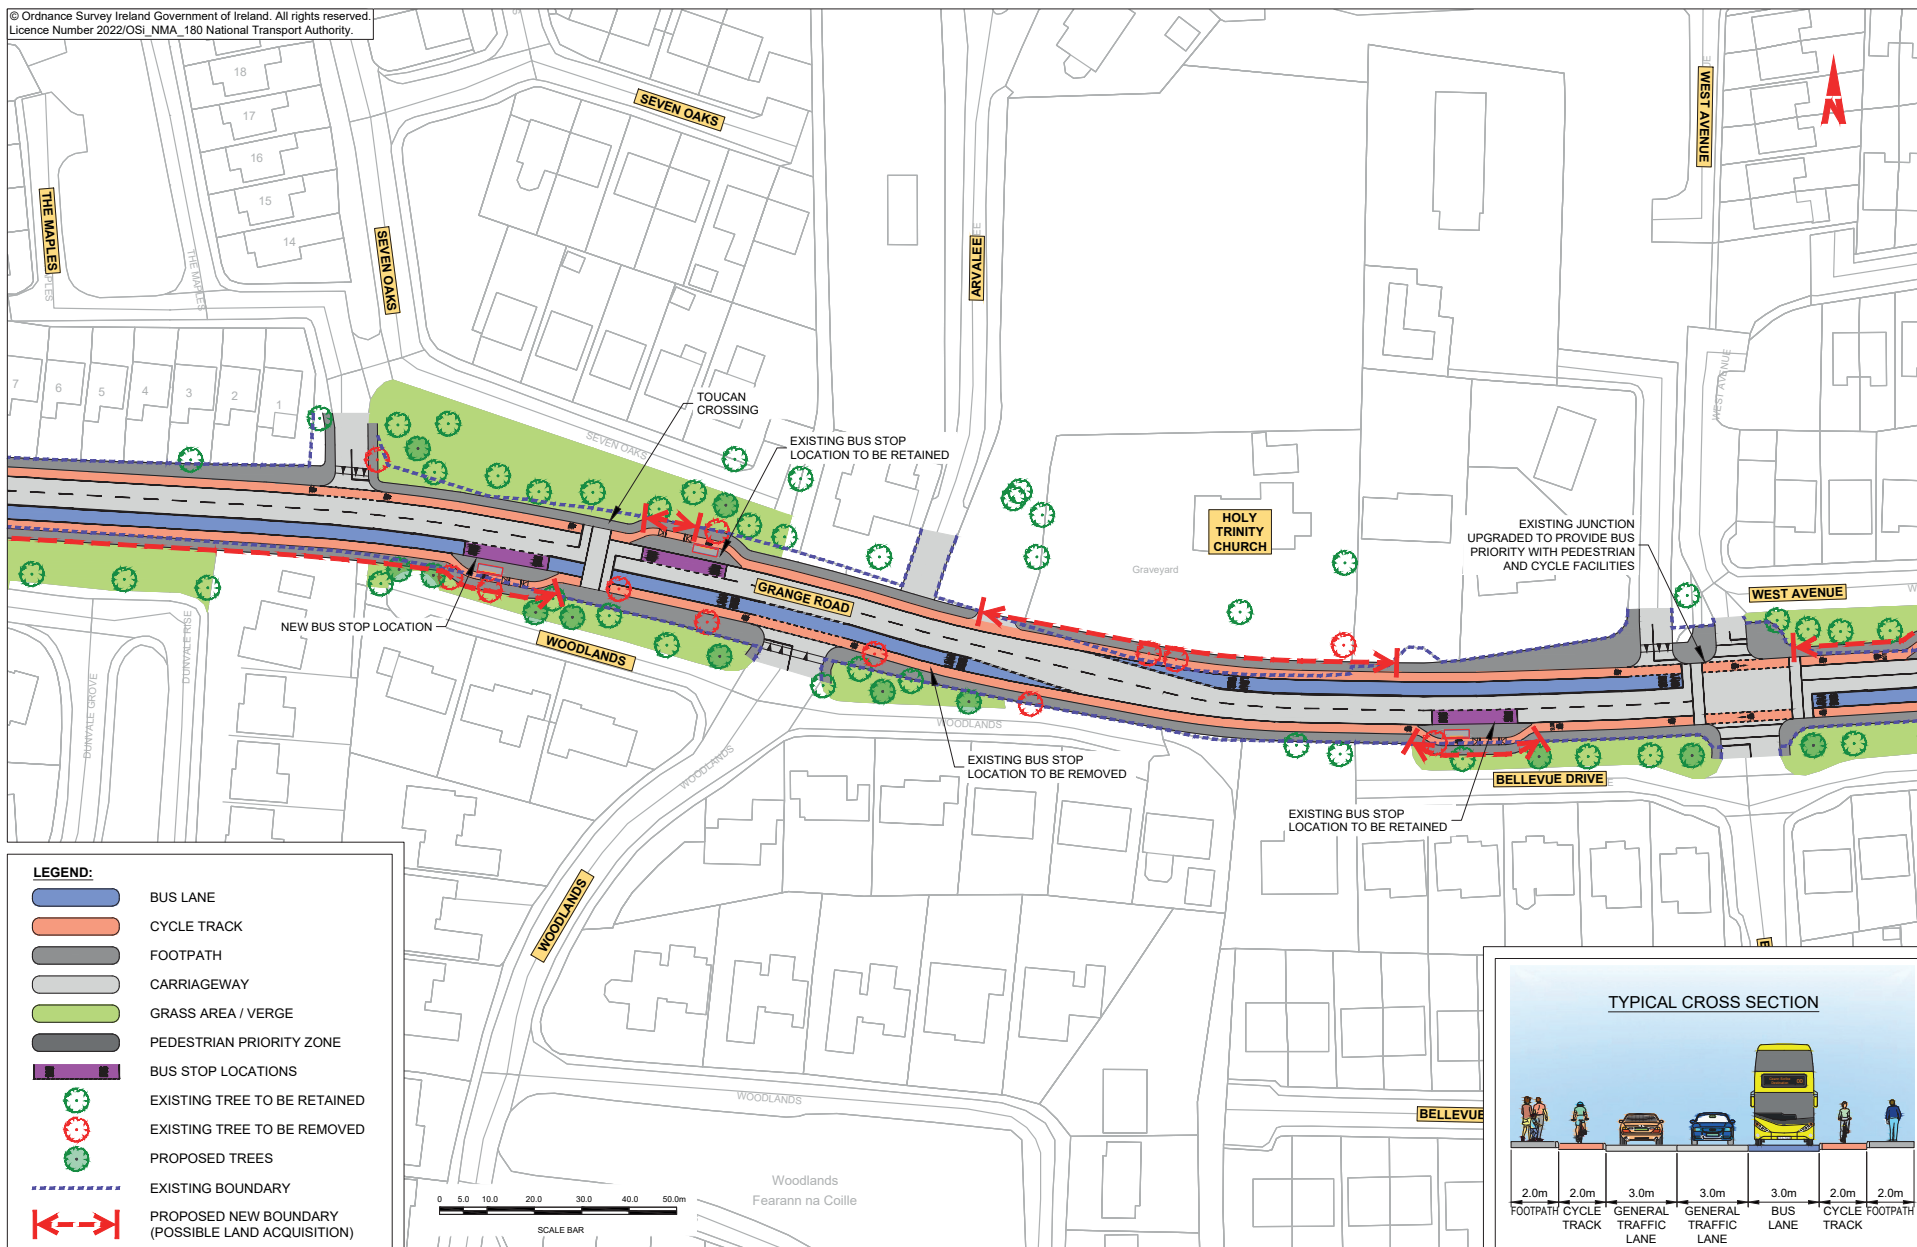 © Ordnance Survey Ireland Government of Ireland. All rights reserved.
Licence Number 2022/OSi_NMA_180 National Transport Authority.
18
17
16
15
14
THE MAPLES
THE MAPLES
SEVEN OAKS
SEVEN OAKS
ARVALEE
WEST AVENUE
N
7
6
5
4
3
2
1
TOUCAN
CROSSING
SEVEN OAKS
EXISTING BUS STOP
LOCATION TO BE RETAINED
WEST AVENUE
HOLY
TRINITY
CHURCH
Graveyard
EXISTING JUNCTION
UPGRADED TO PROVIDE BUS
PRIORITY WITH PEDESTRIAN
AND CYCLE FACILITIES
WEST AVENUE
GRANGE ROAD
NEW BUS STOP LOCATION
WOODLANDS
DUNVALE RISE
DUNVALE GROVE
WOODLANDS
WOODLANDS
EXISTING BUS STOP
LOCATION TO BE REMOVED
BELLEVUE DRIVE
EXISTING BUS STOP
LOCATION TO BE RETAINED
WOODLANDS
WOODLANDS
BELLEVUE
Woodlands
Fearann na Coille
LEGEND:
BUS LANE
CYCLE TRACK
FOOTPATH
CARRIAGEWAY
GRASS AREA / VERGE
PEDESTRIAN PRIORITY ZONE
BUS STOP LOCATIONS
EXISTING TREE TO BE RETAINED
EXISTING TREE TO BE REMOVED
PROPOSED TREES
EXISTING BOUNDARY
PROPOSED NEW BOUNDARY
(POSSIBLE LAND ACQUISITION)
0 5.0 10.0 20.0 30.0 40.0 50.0m
SCALE BAR
TYPICAL CROSS SECTION
2.0m 2.0m 3.0m 3.0m 3.0m 2.0m 2.0m
FOOTPATH CYCLE TRACK GENERAL TRAFFIC LANE GENERAL TRAFFIC LANE BUS LANE CYCLE TRACK FOOTPATH